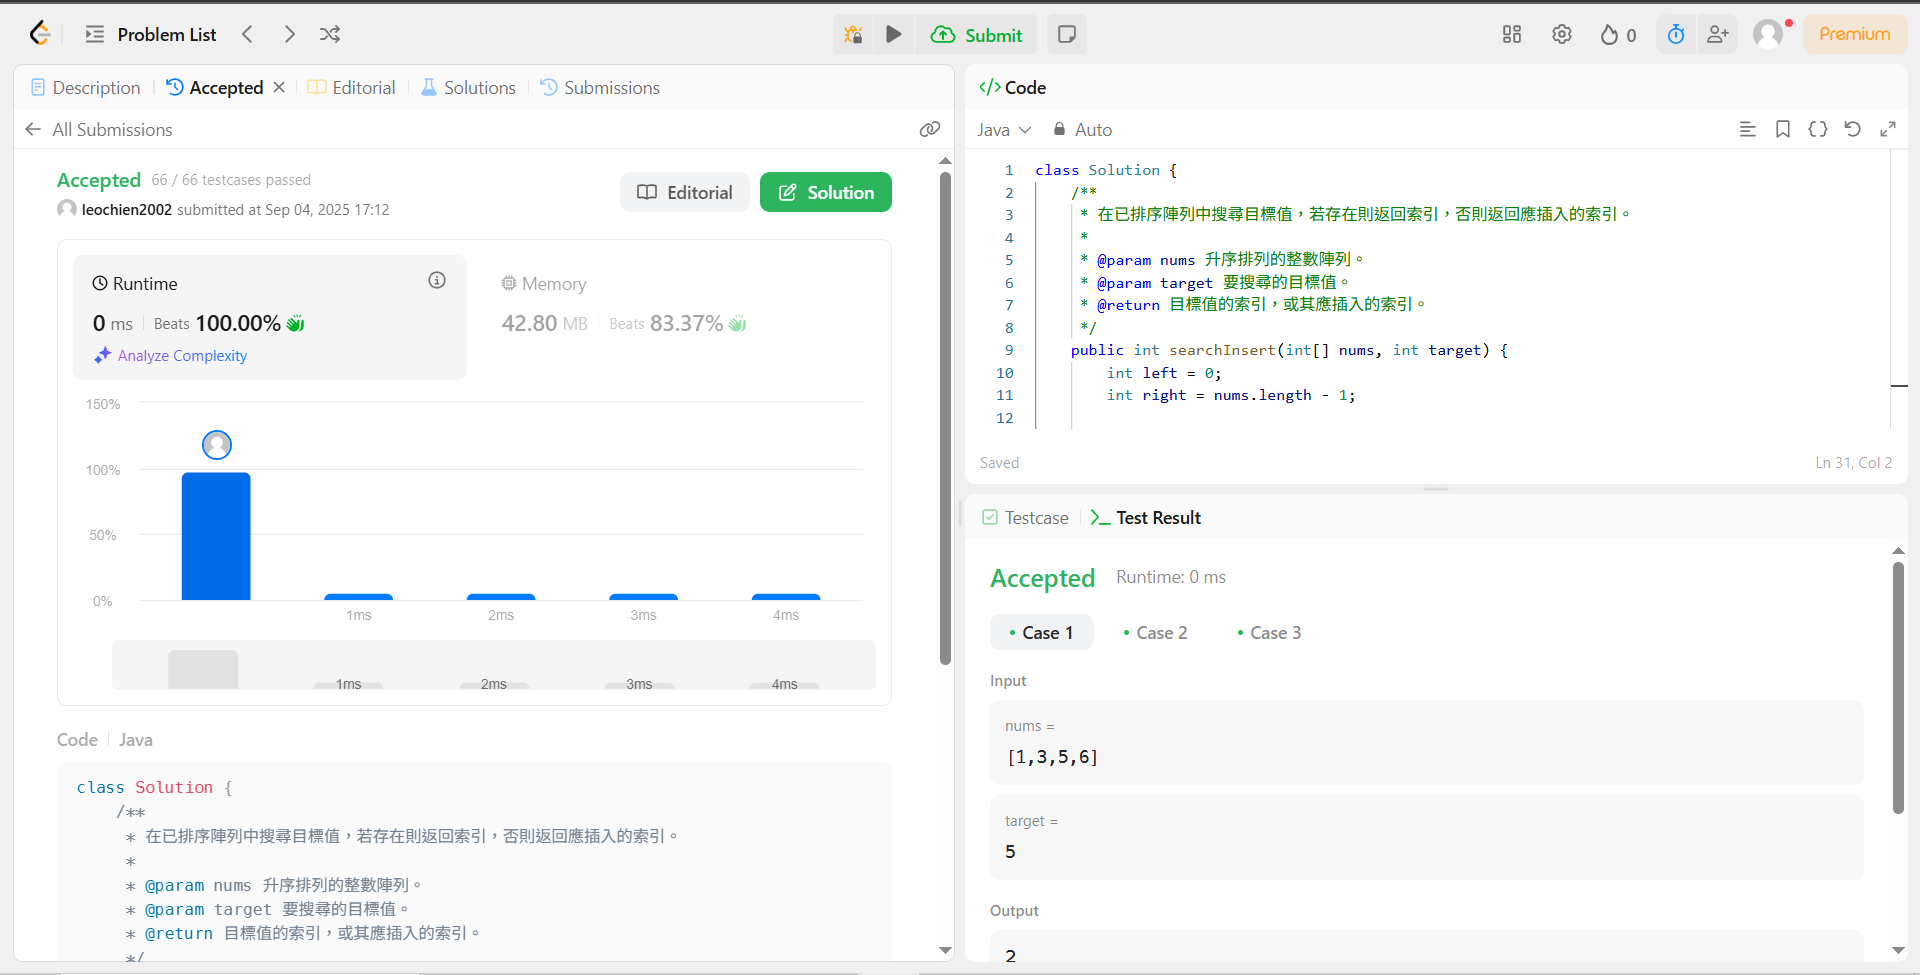 Problem List
Submit
0
Premium
Description
Accepted
Editorial
Solutions
Submissions
All Submissions
Accepted 66 / 66 testcases passed
leochien2002 submitted at Sep 04, 2025 17:12
Editorial
Solution
Runtime
0 ms Beats 100.00%
Analyze Complexity
Memory
42.80 MB Beats 83.37%
150%
100%
50%
0%
1ms 2ms 3ms 4ms
1ms 2ms 3ms 4ms
Code Java
class Solution {
/**
* 在已排序陣列中搜尋目標值，若存在則返回索引，否則返回應插入的索引。
*
* @param nums 升序排列的整數陣列。
* @param target 要搜尋的目標值。
* @return 目標值的索引，或其應插入的索引。
*/
</> Code
Java Auto
1 class Solution {
2 /**
3 * 在已排序陣列中搜尋目標值，若存在則返回索引，否則返回應插入的索引。
4 *
5 * @param nums 升序排列的整數陣列。
6 * @param target 要搜尋的目標值。
7 * @return 目標值的索引，或其應插入的索引。
8 */
9 public int searchInsert(int[] nums, int target) {
10 int left = 0;
11 int right = nums.length - 1;
12
Saved
Ln 31, Col 2
Testcase
Test Result
Accepted Runtime: 0 ms
Case 1
Case 2
Case 3
Input
nums =
[1,3,5,6]
target =
5
Output
2